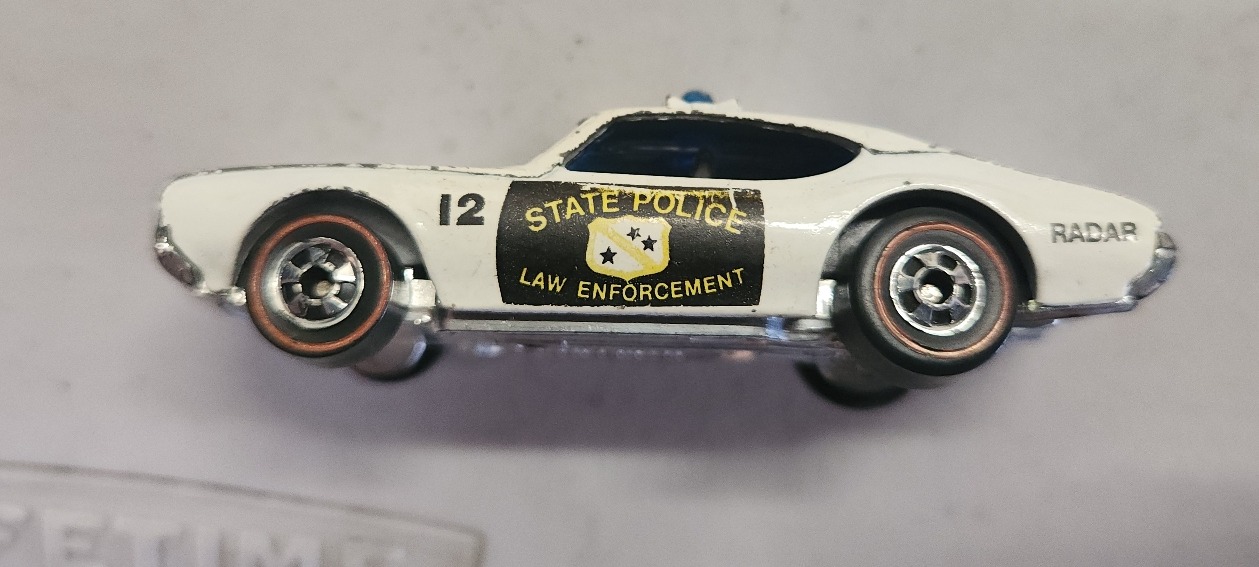 12
STATE POLICE
LAW ENFORCEMENT
RADAR